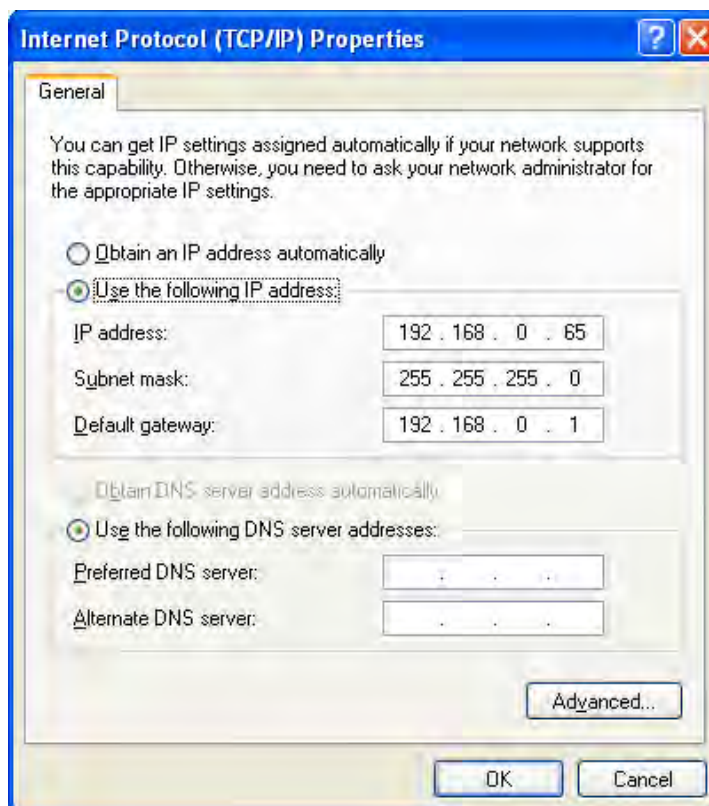 Internet Protocol (TCP/IP) Properties
General
You can get IP settings assigned automatically if your network supports
this capability. Otherwise, you need to ask your network administrator for
the appropriate IP settings.
Obtain an IP address automatically
Use the following IP address:
IP address: 192 . 168 . 0 . 65
Subnet mask: 255 . 255 . 255 . 0
Default gateway: 192 . 168 . 0 . 1
Obtain DNS server address automatically
Use the following DNS server addresses:
Preferred DNS server: . . .
Alternate DNS server: . . .
Advanced...
OK Cancel